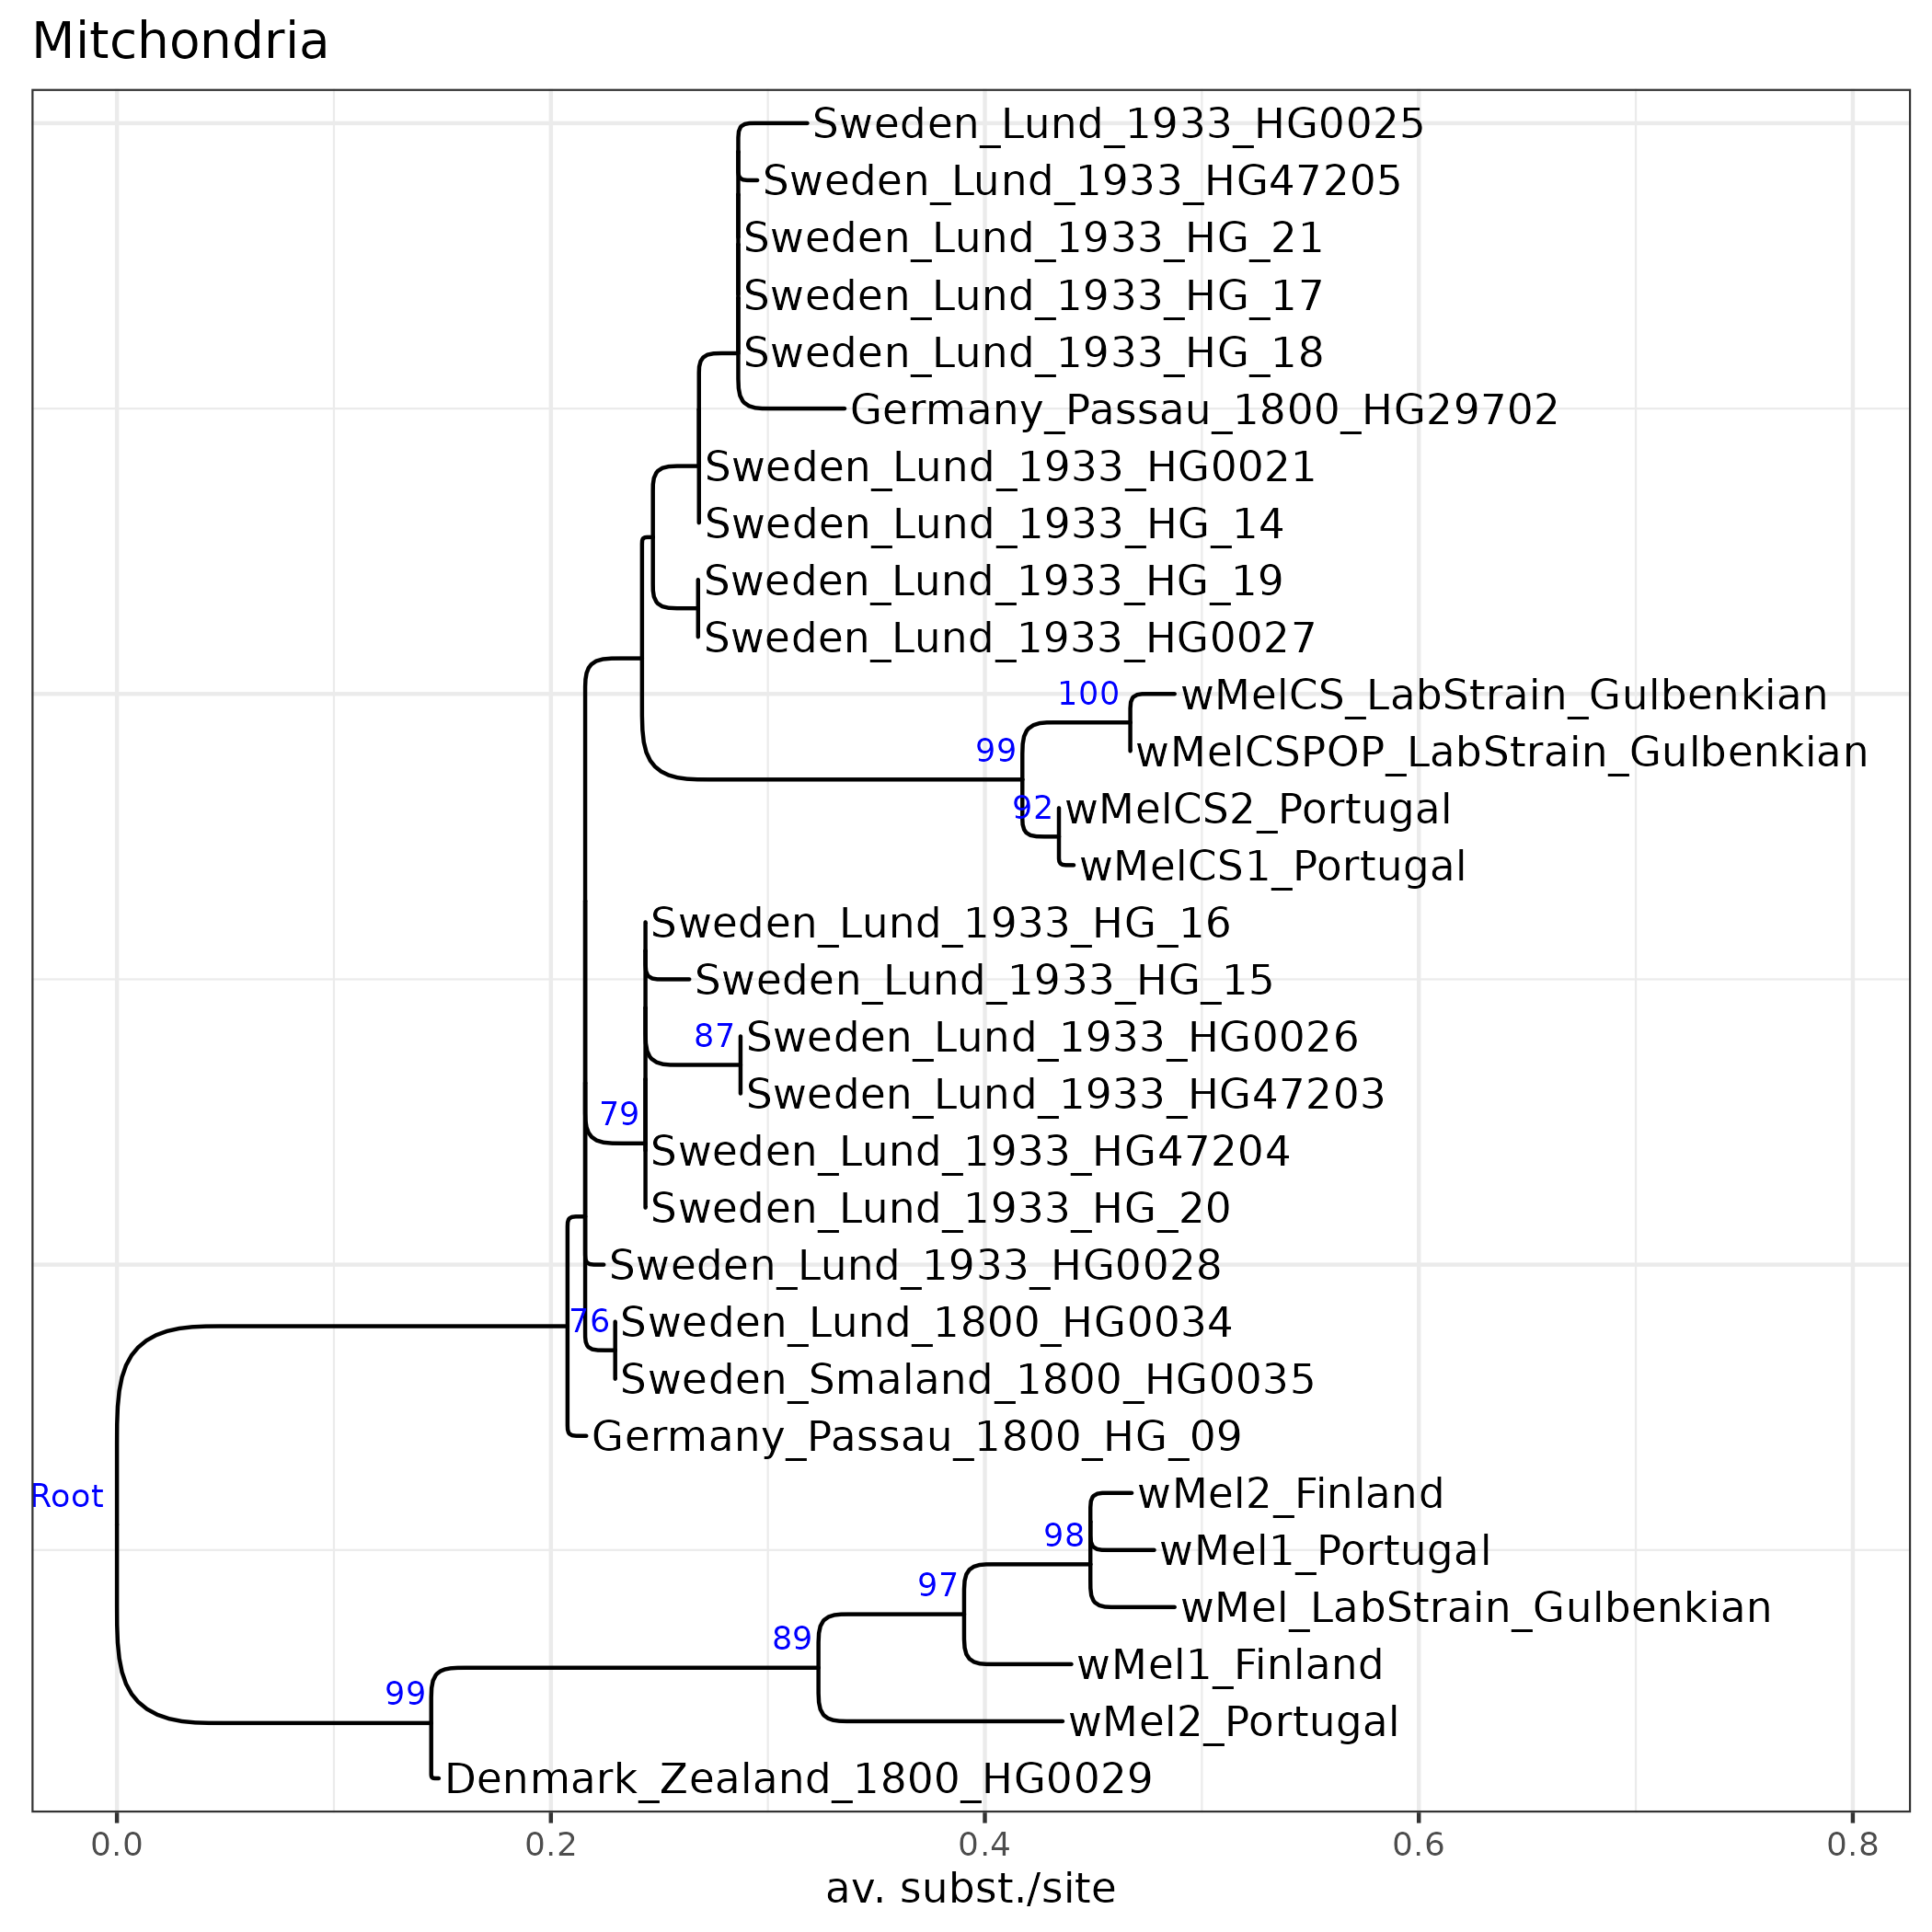 Mitchondria
Sweden_Lund_1933_HG0025
Sweden_Lund_1933_HG47205
Sweden_Lund_1933_HG_21
Sweden_Lund_1933_HG_17
Sweden_Lund_1933_HG_18
Germany_Passau_1800_HG29702
Sweden_Lund_1933_HG0021
Sweden_Lund_1933_HG_14
Sweden_Lund_1933_HG_19
Sweden_Lund_1933_HG0027
100
wMelCS_LabStrain_Gulbenkian
99
wMelCSPOP_LabStrain_Gulbenkian
92
wMelCS2_Portugal
wMelCS1_Portugal
Sweden_Lund_1933_HG_16
Sweden_Lund_1933_HG_15
87
Sweden_Lund_1933_HG0026
Sweden_Lund_1933_HG47203
79
Sweden_Lund_1933_HG47204
Sweden_Lund_1933_HG_20
Sweden_Lund_1933_HG0028
76
Sweden_Lund_1800_HG0034
Sweden_Smaland_1800_HG0035
Germany_Passau_1800_HG_09
Root
wMel2_Finland
98
wMel1_Portugal
97
wMel_LabStrain_Gulbenkian
89
wMel1_Finland
99
wMel2_Portugal
Denmark_Zealand_1800_HG0029
0.0 0.2 0.4 0.6 0.8
av. subst./site